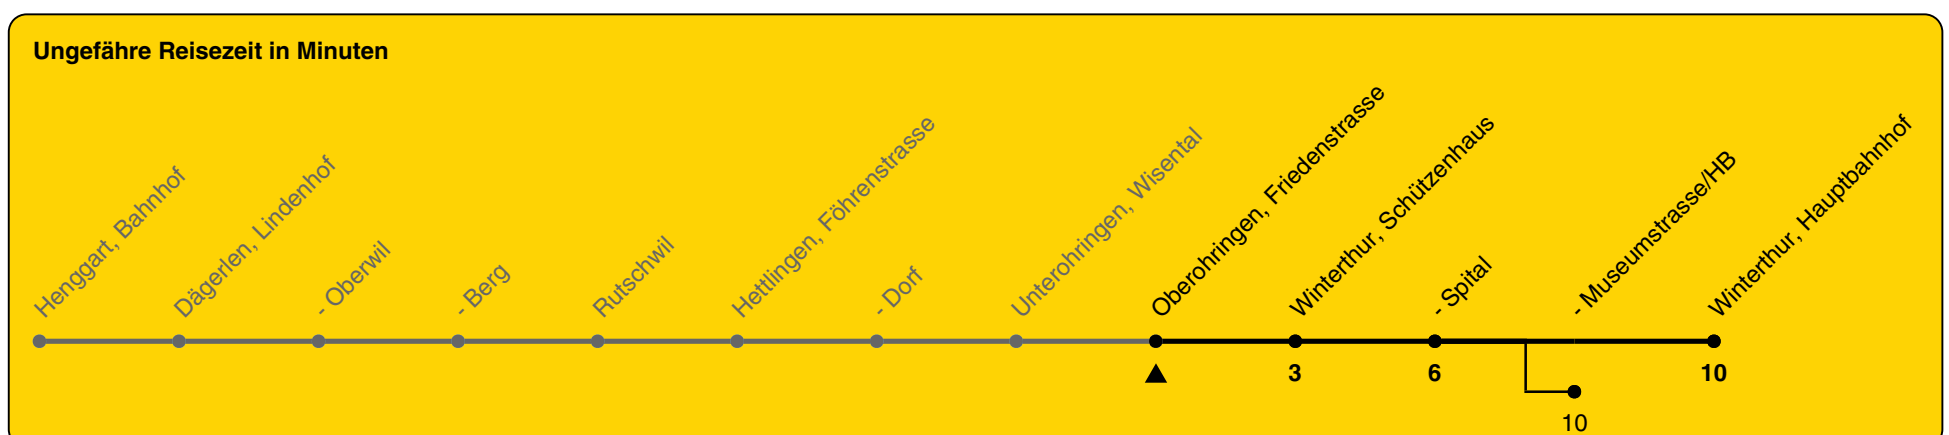 Ungefähre Reisezeit in Minuten
Henggart, Bahnhof
Dägerlen, Lindenhof
- Oberwil
- Berg
Rutschwil
Hettlingen, Föhrenstrasse
- Dorf
Unterohringen, Wisental
Oberohringen, Friedenstrasse
Winterthur, Schützenhaus
- Spital
- Museumstrasse/HB
Winterthur, Hauptbahnhof
3
6
10
10